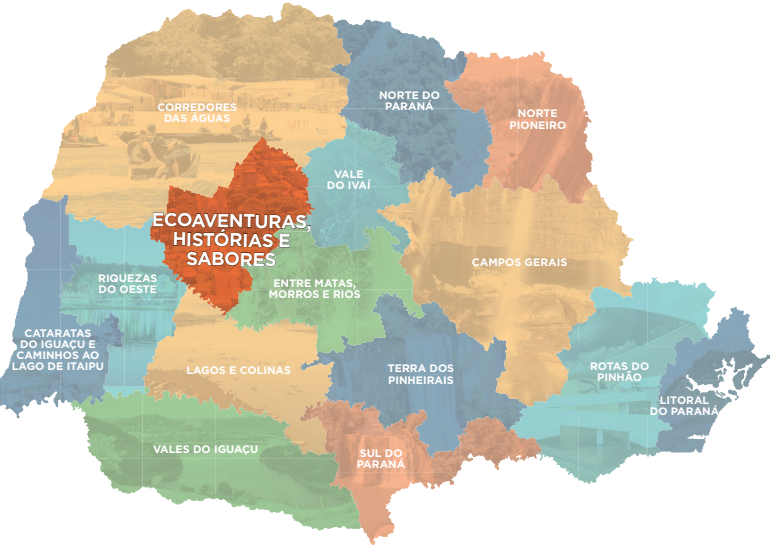 CORREDORES
DAS ÁGUAS
NORTE DO
PARANÁ
NORTE
PIONEIRO
VALE
DO IVAÍ
ECOAVENTURAS,
HISTÓRIAS E
SABORES
CAMPOS GERAIS
RIQUEZAS
DO OESTE
ENTRE MATAS,
MORROS E RIOS
CATARATAS
DO IGUAÇU E
CAMINHOS AO
LAGO DE ITAIPU
LAGOS E COLINAS
TERRA DOS
PINHEIRAIS
ROTAS DO
PINHÃO
LITORAL
DO PARANÁ
VALES DO IGUAÇU
SUL DO
PARANÁ